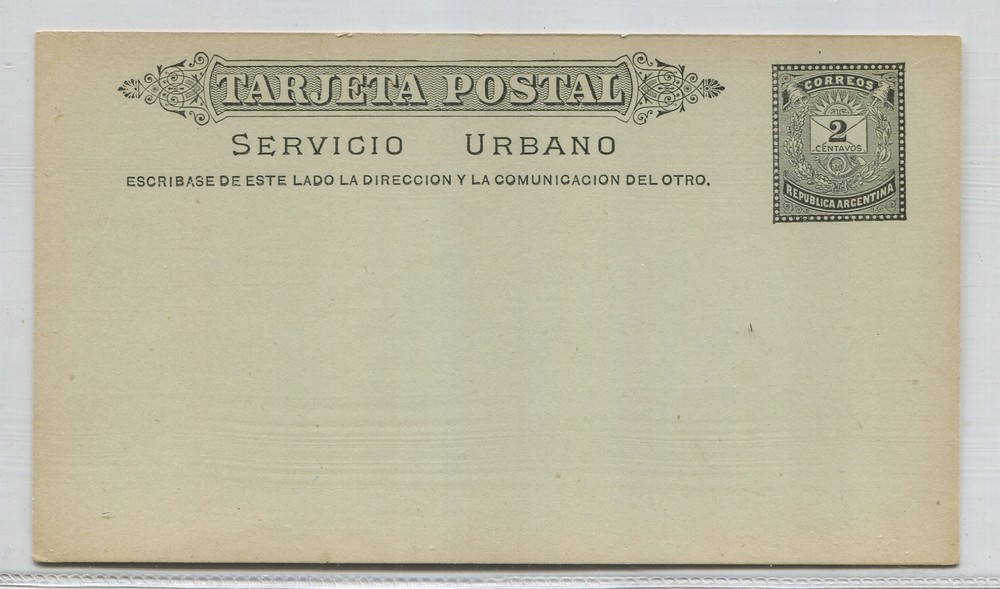 TARJETA POSTAL
SERVICIO URBANO
ESCRIBASE DE ESTE LADO LA DIRECCION Y LA COMUNICACION DEL OTRO.
CORREOS
2
CENTAVOS
REPUBLICA ARGENTINA